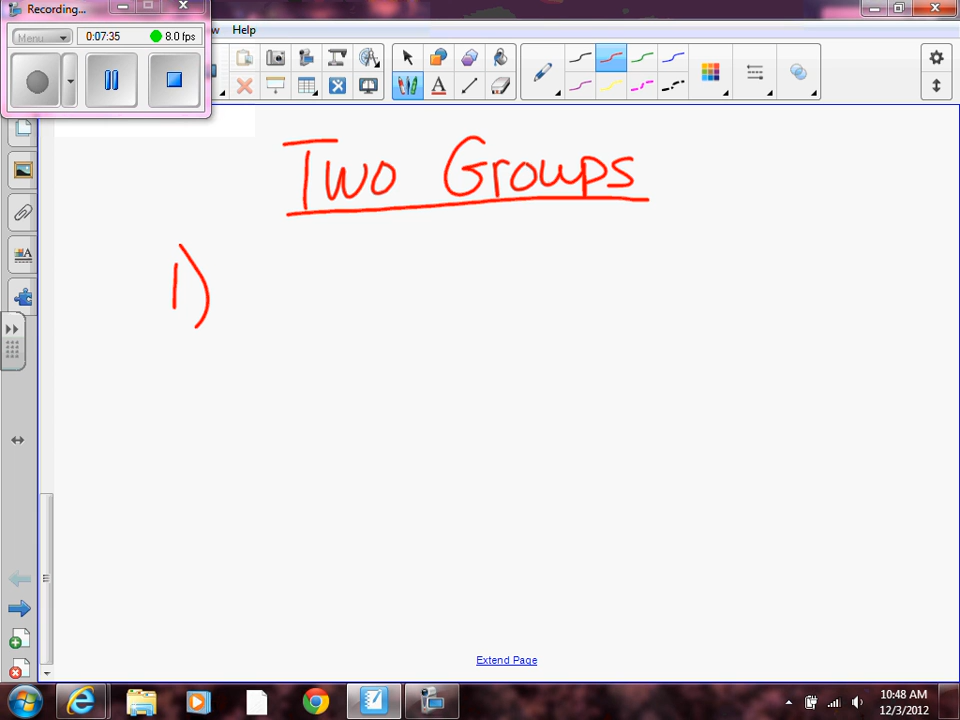 Recording...
Menu 0:07:35 8.0 fps
w Help
Two Groups
1)
Extend Page
10:48 AM
12/3/2012